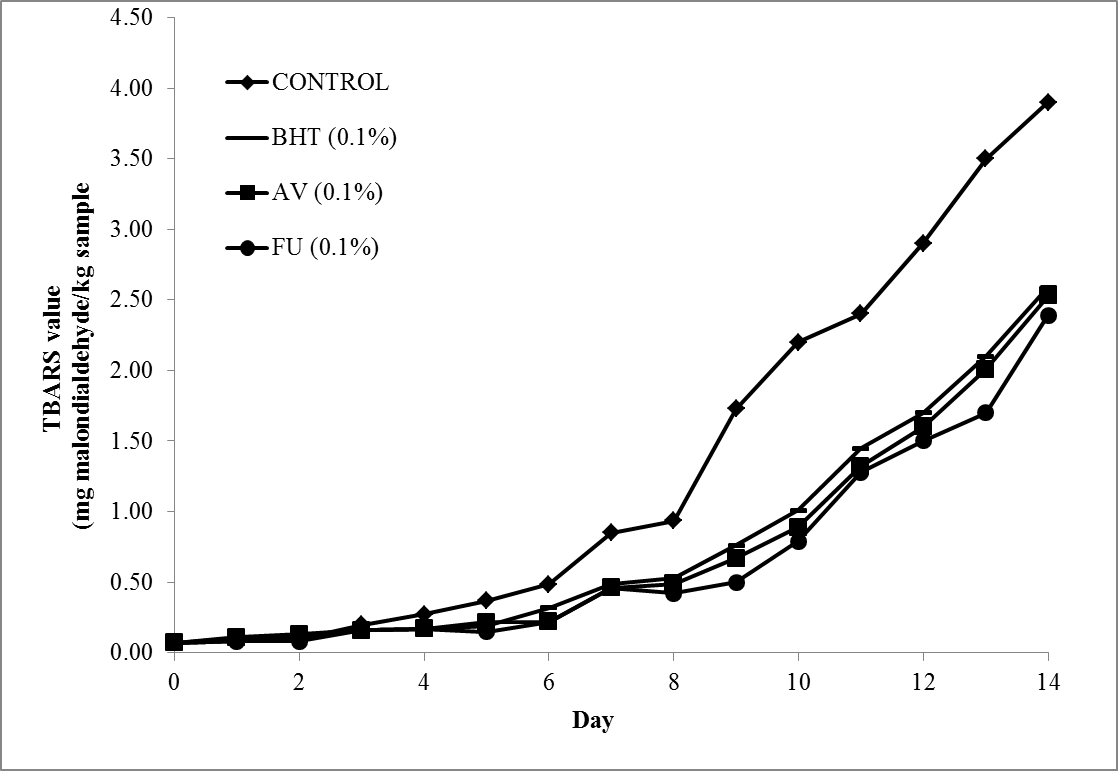 4.50
4.00
3.50
3.00
2.50
2.00
1.50
1.00
0.50
0.00
TBARS value
(mg malondialdehyde/kg sample
CONTROL
BHT (0.1%)
AV (0.1%)
FU (0.1%)
0 2 4 6 8 10 12 14
Day